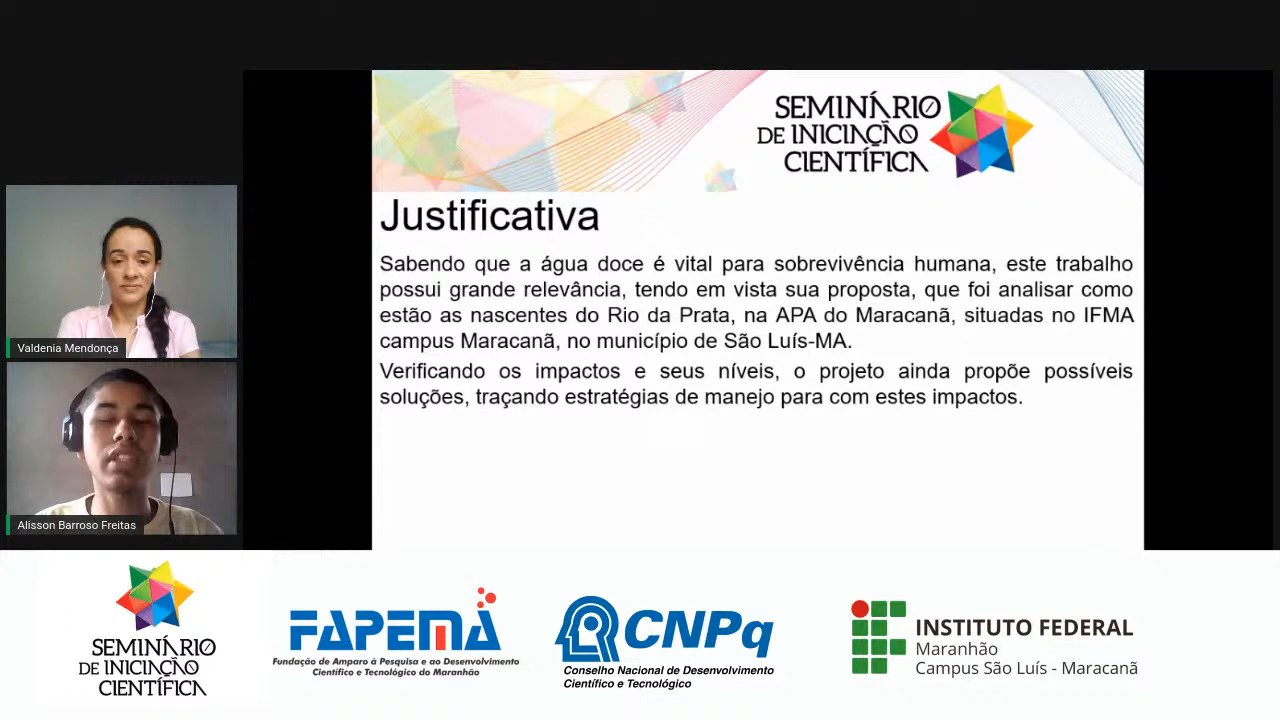 SEMINÁRIO
DE INICIAÇÃO
CIENTÍFICA
Justificativa
Sabendo que a água doce é vital para sobrevivência humana, este trabalho
possui grande relevância, tendo em vista sua proposta, que foi analisar como
estão as nascentes do Rio da Prata, na APA do Maracanã, situadas no IFMA
campus Maracanã, no município de São Luís-MA.
Verificando os impactos e seus níveis, o projeto ainda propõe possíveis
soluções, traçando estratégias de manejo para com estes impactos.
Valdenia Mendonça
Alisson Barroso Freitas
SEMINÁRIO
DE INICIAÇÃO
CIENTÍFICA
FAPEMA
Fundação de Amparo à Pesquisa e ao Desenvolvimento
Científico e Tecnológico do Maranhão
CNPq
Conselho Nacional de Desenvolvimento
Científico e Tecnológico
INSTITUTO FEDERAL
Maranhão
Campus São Luís - Maracanã